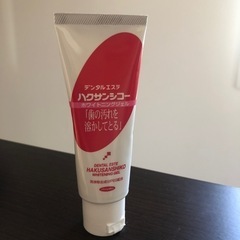 デンタルエステ
ハクサンシコー
ホワイトニングジェル
「歯の汚れを
溶かしてとる」
DENTAL ESTE
HAKUSANSHIKO
WHITENING GEL